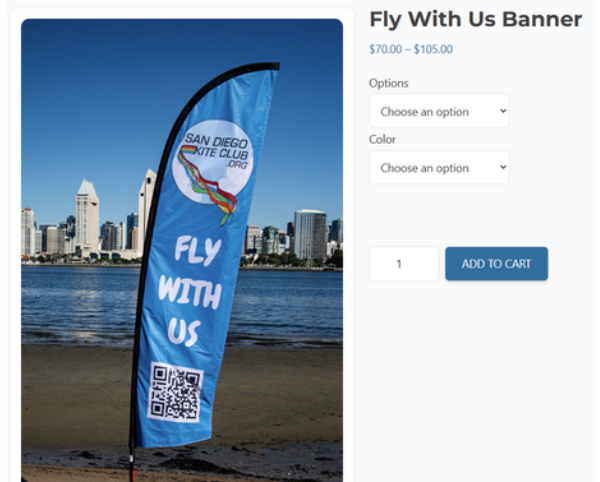 Fly With Us Banner
$70.00 – $105.00
Options
Choose an option
Color
Choose an option
1
ADD TO CART
SAN DIEGO
KITE CLUB
.ORG
FLY
WITH
US